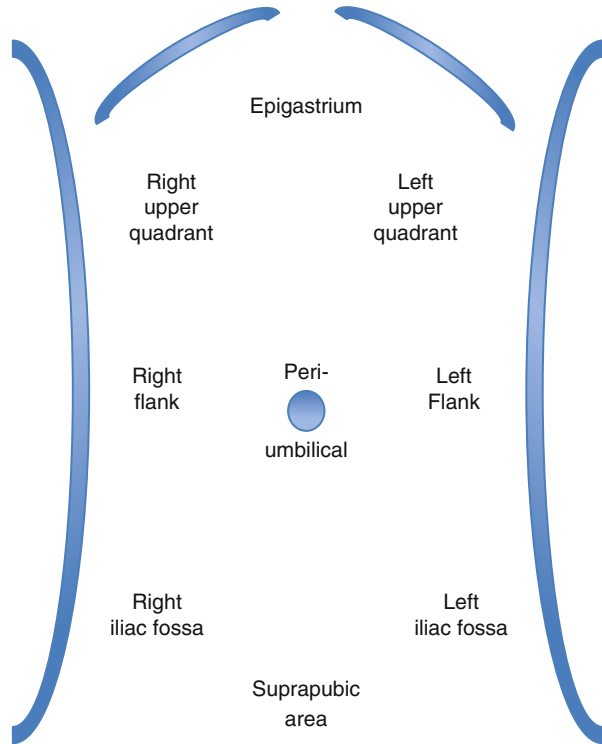 Epigastrium
Right
upper
quadrant
Left
upper
quadrant
Right
flank
Peri-
umbilical
Left
Flank
Right
iliac fossa
Left
iliac fossa
Suprapubic
area